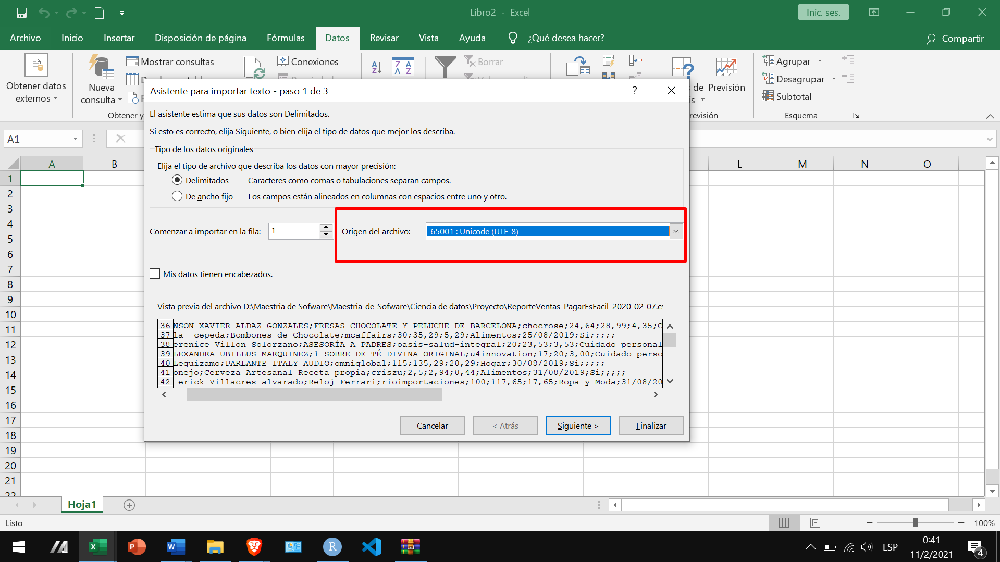 Libro2 - Excel
Inic. ses.
Archivo Inicio Insertar Disposición de página Fórmulas Datos Revisar Vista Ayuda ¿Qué desea hacer? Compartir
Obtener datos externos
Nueva consulta
Mostrar consultas
Conexiones
Borrar
Previsión
Agrupar
Desagrupar
Subtotal
Obtener y
revisión
Esquema
A1
Asistente para importar texto - paso 1 de 3
El asistente estima que sus datos son Delimitados.
Si esto es correcto, elija Siguiente, o bien elija el tipo de datos que mejor los describa.
Tipo de los datos originales
Elija el tipo de archivo que describa los datos con mayor precisión:
Delimitados - Caracteres como comas o tabulaciones separan campos.
De ancho fijo - Los campos están alineados en columnas con espacios entre uno y otro.
Comenzar a importar en la fila: 1 Origen del archivo: 65001 : Unicode (UTF-8)
Mis datos tienen encabezados.
Vista previa del archivo D:\Maestria de Sofware\Maestria-de-Sofware\Ciencia de datos\Proyecto\ReporteVentas_PagarEsFacil_2020-02-07.cs
36 NSON XAVIER ALDAZ GONZALES;FRESAS CHOCOLATE Y PELUCHE DE BARCELONA;chocrose;24,64;28,99;4,35;C
37 la  cepeda;Bombones de Chocolate;mcaffairs;30;35,29;5,29;Alimentos;25/08/2019;Si;;;;;
38 erenice Villon Solorzano;ASESORÍA A PADRES;oasis-salud-integral;20;23,53;3,53;Cuidado personal
39 LEXANDRA UBILLUS MARQUINEZ;1 SOBRE DE TÉ DIVINA ORIGINAL;u4innovation;17;20;3,00;Cuidado perso
40 Leguizamo;PARLANTE ITALY AUDIO;omniglobal;115;135,29;20,29;Hogar;30/08/2019;Si;;;;;
41 onejo;Cerveza Artesanal Receta propia;criszu;2,5;2,94;0,44;Alimentos;31/08/2019;Si;;;;;
42 erick Villacres alvarado;Reloj Ferrari;rioimportaciones;100;117,65;17,65;Ropa y Moda;31/08/20
Cancelar < Atrás Siguiente > Finalizar
A B L M N O
1
2
3
4
5
6
7
8
9
10
11
12
13
14
15
16
17
18
19
20
21
22
Hoja1
Listo
100%
ESP
0:41
11/2/2021
4